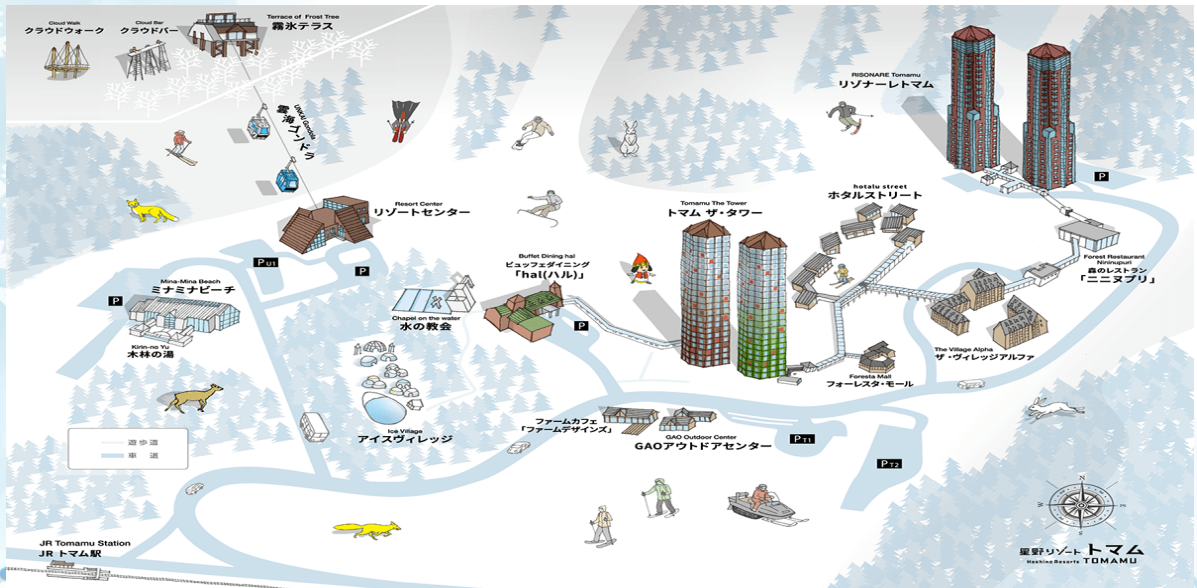 Cloud Walk
クラウドウォーク
Cloud Bar
クラウドバー
Terrace of Frost Tree
霧氷テラス
UNKAI Gondola
雲海ゴンドラ
RISONARE Tomamu
リゾナーレトマム
P
hotalu street
ホタルストリート
Resort Center
リゾートセンター
Tomamu The Tower
トマム ザ・タワー
Buffet Dining hal
ビュッフェダイニング
「hal(ハル)」
Forest Restaurant
Nininupuri
森のレストラン
「ニニヌプリ」
P U1
P
Mina-Mina Beach
ミナミナビーチ
P
Chapel on the water
水の教会
P
Kirin-no Yu
木林の湯
The Village Alpha
ザ・ヴィレッジアルファ
Foresta Mall
フォーレスタ・モール
Ice Village
アイスヴィレッジ
ファームカフェ
「ファームデザインズ」
GAO Outdoor Center
GAOアウトドアセンター
P T1
P T2
遊歩道
車 道
N
W
S
JR Tomamu Station
JR トマム駅
星野リゾート トマム
Hoshino Resorts TOMAMU